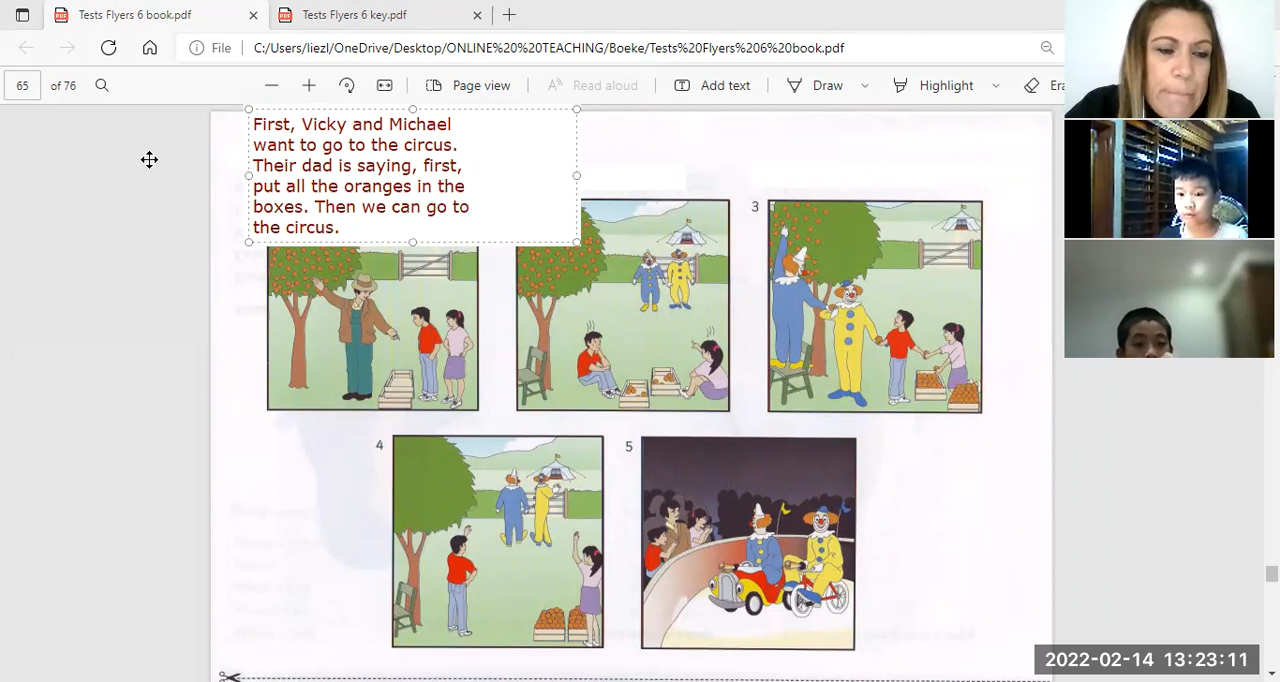 Tests Flyers 6 book.pdf
Tests Flyers 6 key.pdf
File
C:/Users/liezl/OneDrive/Desktop/ONLINE%20%20TEACHING/Boeke/Tests%20Flyers%206%20book.pdf
65 of 76
Page view
Read aloud
Add text
Draw
Highlight
Era
First, Vicky and Michael
want to go to the circus.
Their dad is saying, first,
put all the oranges in the
boxes. Then we can go to
the circus.
3
4
5
2022-02-14 13:23:11